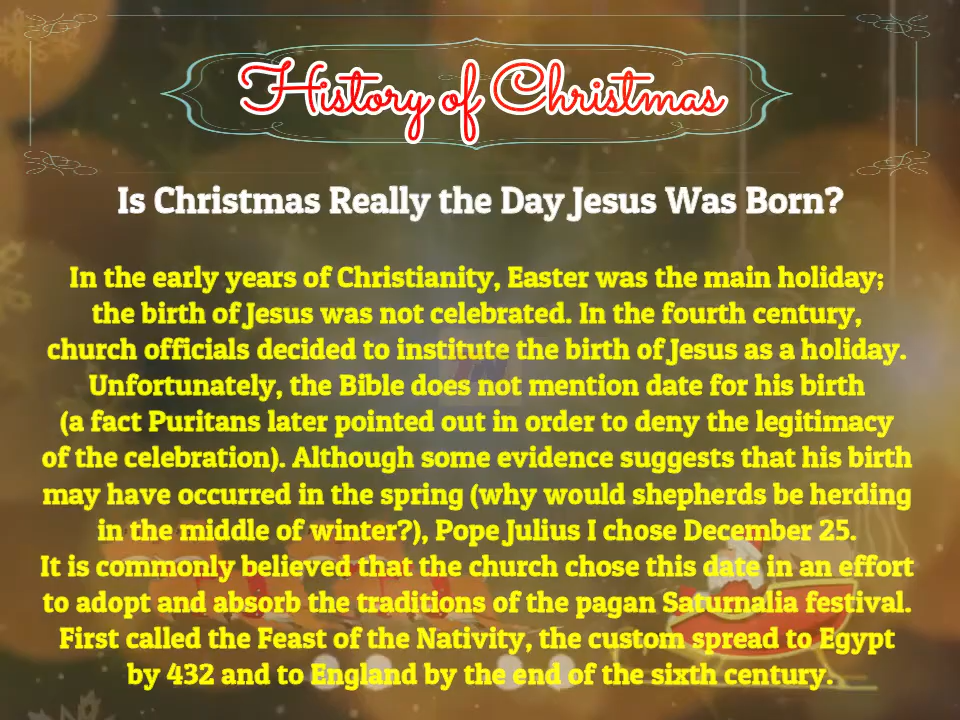 History of Christmas
Is Christmas Really the Day Jesus Was Born?
In the early years of Christianity, Easter was the main holiday;
the birth of Jesus was not celebrated. In the fourth century,
church officials decided to institute the birth of Jesus as a holiday.
Unfortunately, the Bible does not mention date for his birth
(a fact Puritans later pointed out in order to deny the legitimacy
of the celebration). Although some evidence suggests that his birth
may have occurred in the spring (why would shepherds be herding
in the middle of winter?), Pope Julius I chose December 25.
It is commonly believed that the church chose this date in an effort
to adopt and absorb the traditions of the pagan Saturnalia festival.
First called the Feast of the Nativity, the custom spread to Egypt
by 432 and to England by the end of the sixth century.